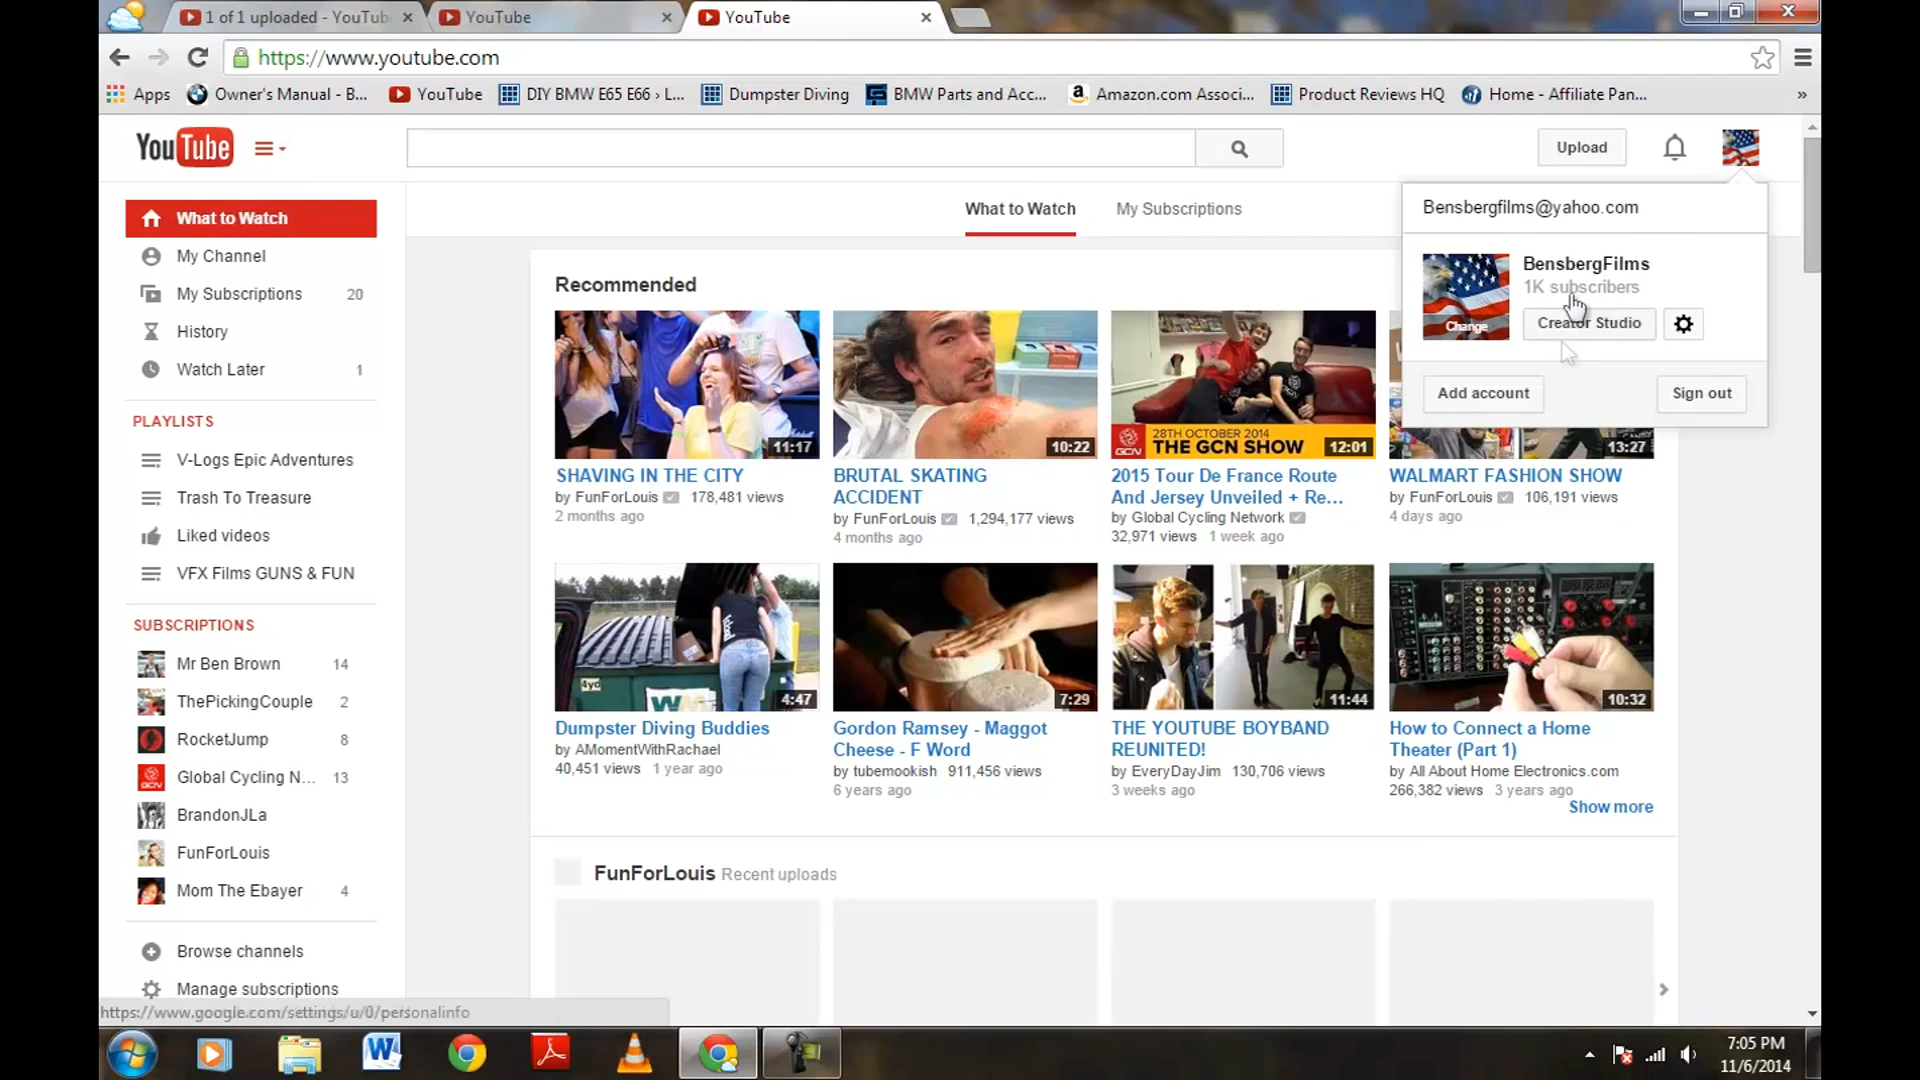 1 of 1 uploaded - YouTub
YouTube
YouTube
https://www.youtube.com
Apps
Owner's Manual - B...
YouTube
DIY BMW E65 E66 › L...
Dumpster Diving
BMW Parts and Acc...
Amazon.com Associ...
Product Reviews HQ
Home - Affiliate Pan...
»
YouTube
Upload
What to Watch
My Channel
My Subscriptions 20
History
Watch Later 1
PLAYLISTS
V-Logs Epic Adventures
Trash To Treasure
Liked videos
VFX Films GUNS & FUN
SUBSCRIPTIONS
Mr Ben Brown 14
ThePickingCouple 2
RocketJump 8
Global Cycling N... 13
BrandonJLa
FunForLouis
Mom The Ebayer 4
Browse channels
Manage subscriptions
https://www.google.com/settings/u/0/personalinfo
What to Watch
My Subscriptions
Bensbergfilms@yahoo.com
BensbergFilms
1K subscribers
Change
Creator Studio
Add account
Sign out
Recommended
11:17
SHAVING IN THE CITY
by FunForLouis 178,481 views
2 months ago
10:22
BRUTAL SKATING
ACCIDENT
by FunForLouis 1,294,177 views
4 months ago
GCN
28TH OCTOBER 2014
THE GCN SHOW
12:01
2015 Tour De France Route
And Jersey Unveiled + Re...
by Global Cycling Network
32,971 views 1 week ago
13:27
WALMART FASHION SHOW
by FunForLouis 106,191 views
4 days ago
4yd
WM
4:47
Dumpster Diving Buddies
by AMomentWithRachael
40,451 views 1 year ago
7:29
Gordon Ramsey - Maggot
Cheese - F Word
by tubemookish 911,456 views
6 years ago
11:44
THE YOUTUBE BOYBAND
REUNITED!
by EveryDayJim 130,706 views
3 weeks ago
10:32
How to Connect a Home
Theater (Part 1)
by All About Home Electronics.com
266,382 views 3 years ago
Show more
FunForLouis Recent uploads
7:05 PM
11/6/2014